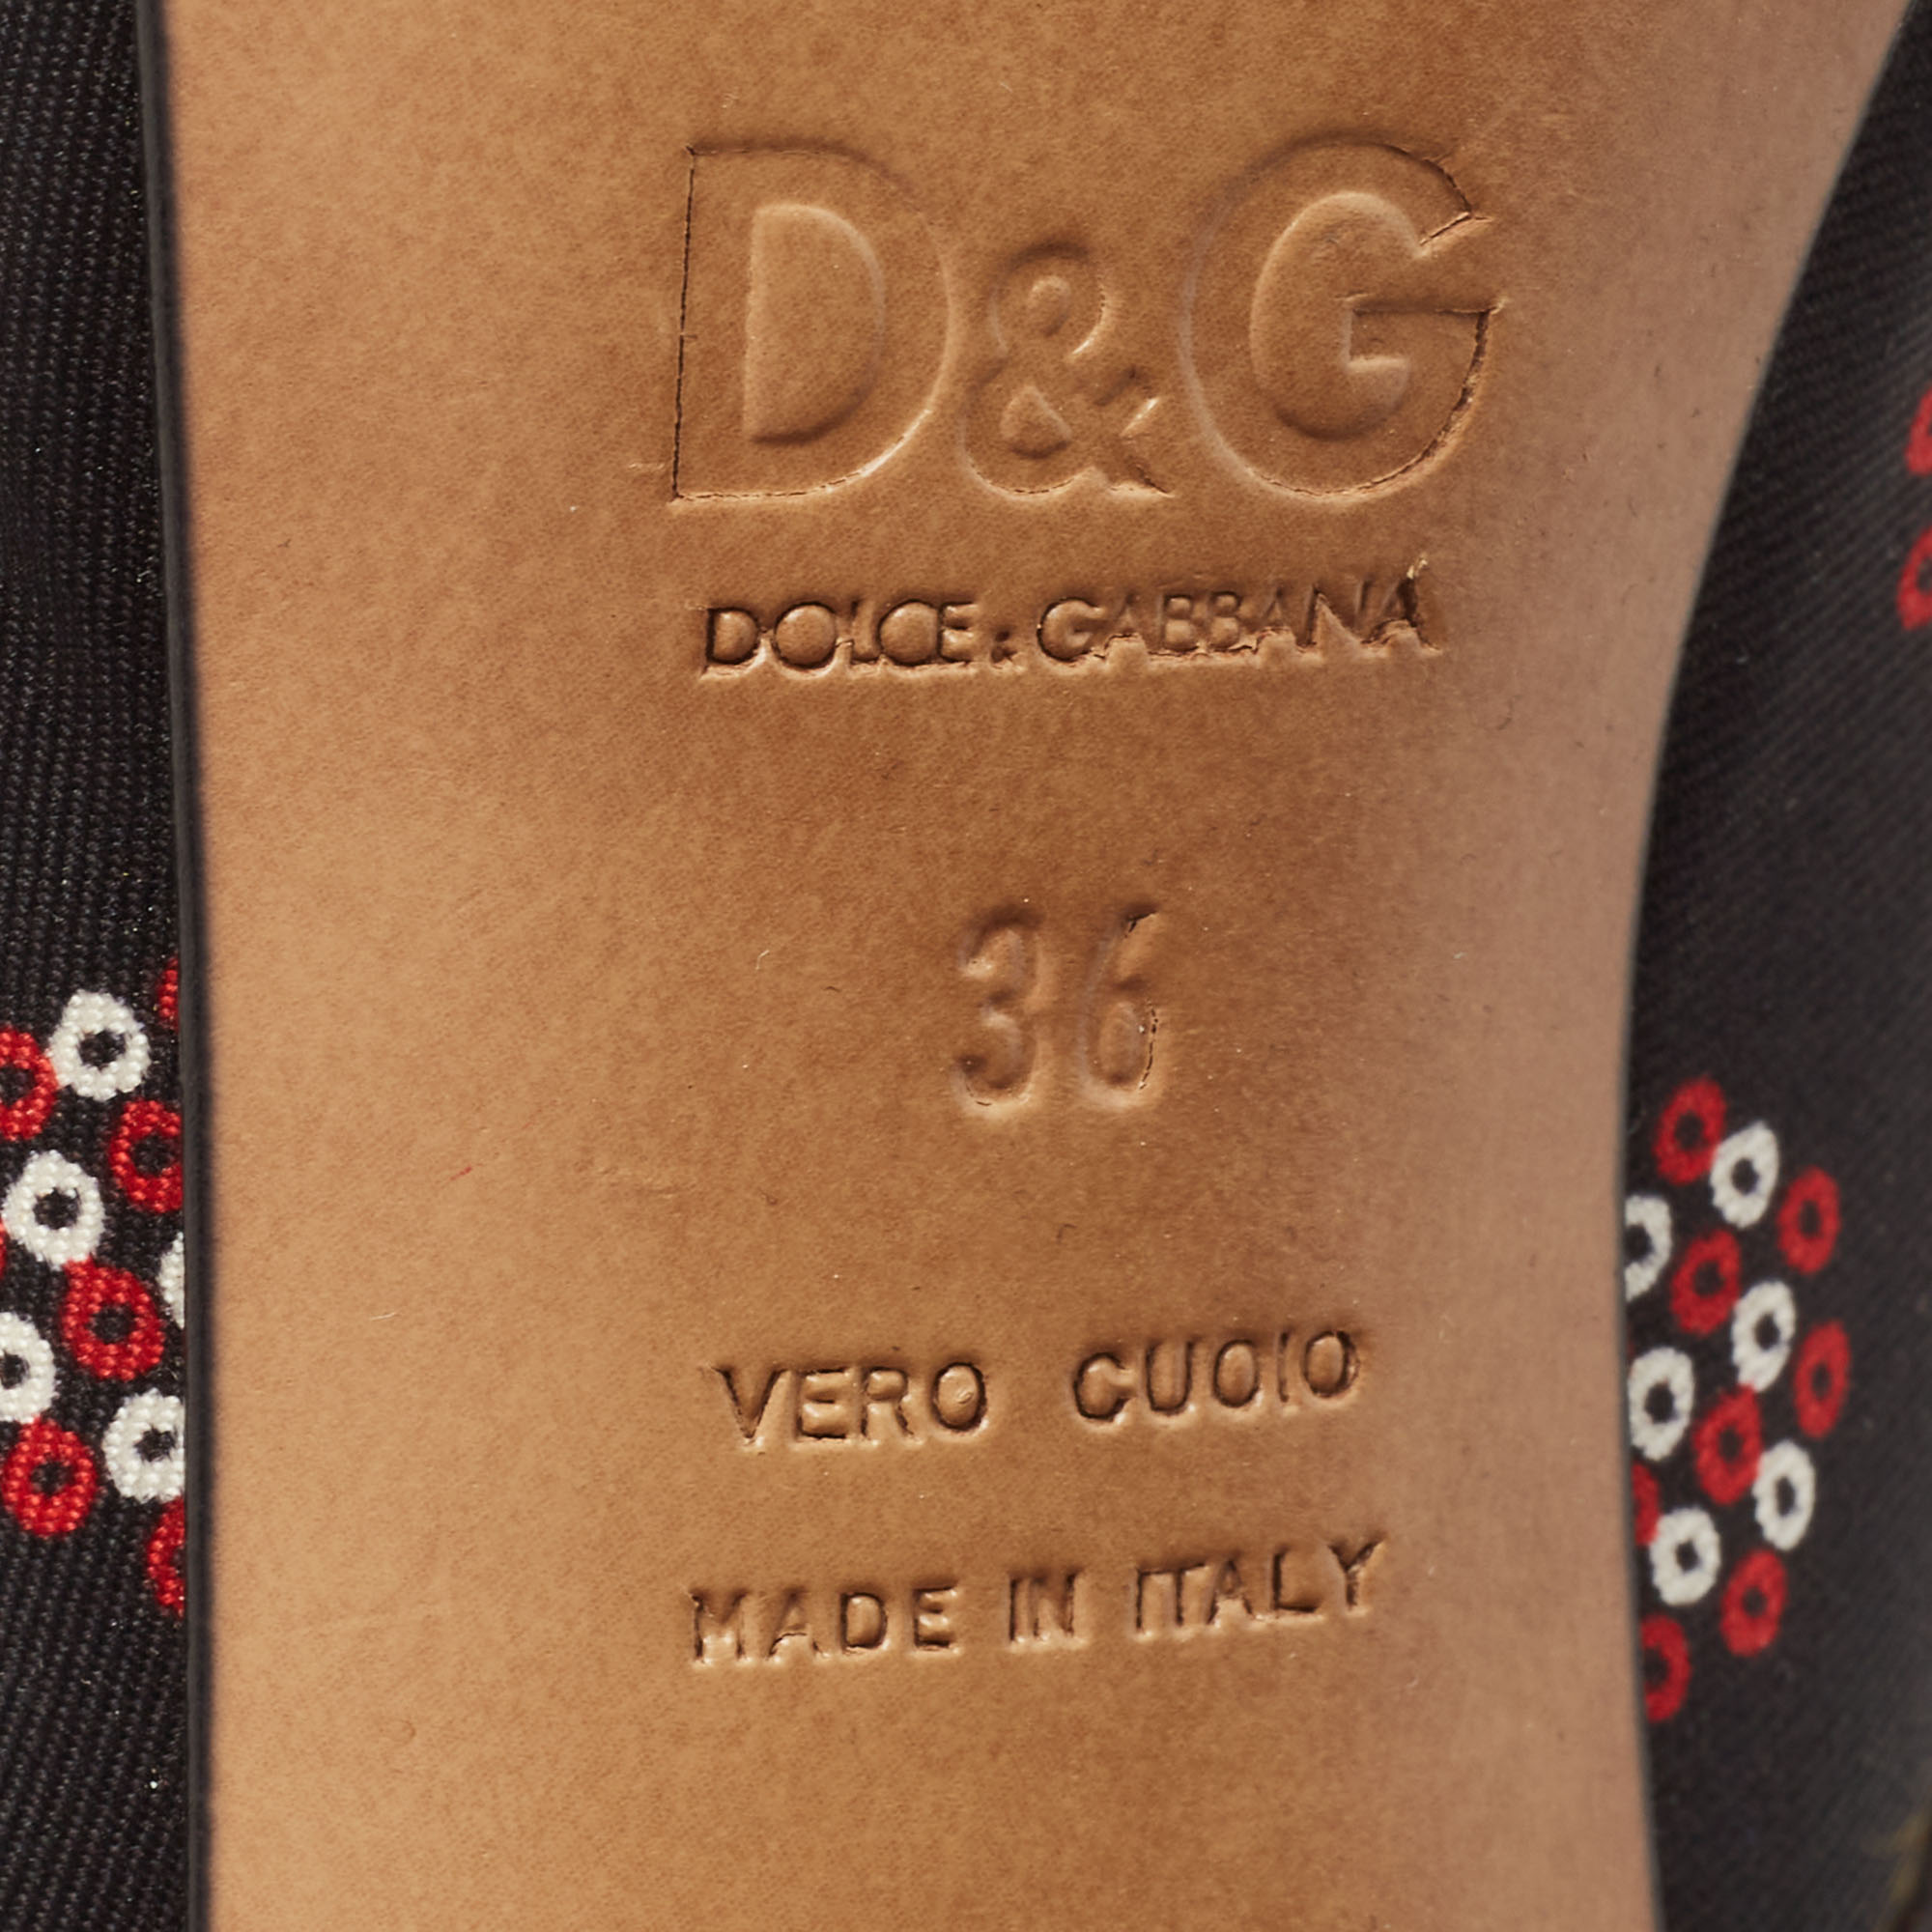 D&G
DOLCE & GABBANA
36
VERO CUOIO
MADE IN ITALY